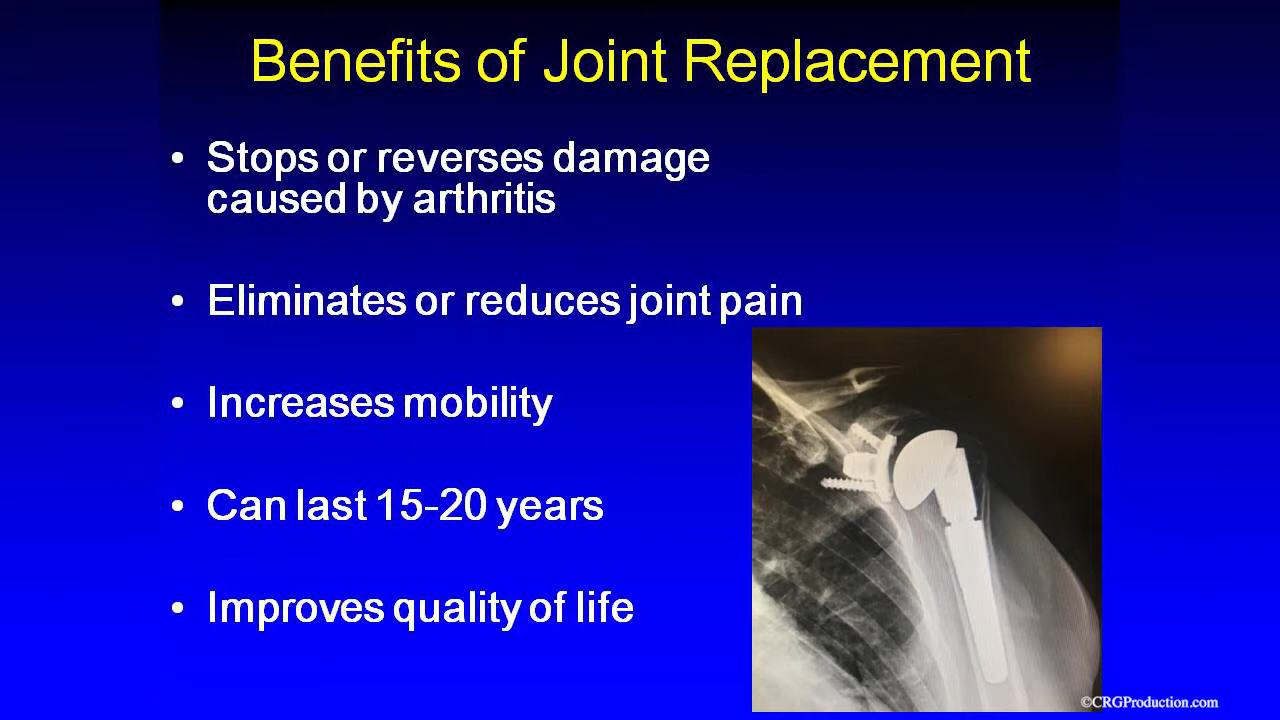 Benefits of Joint Replacement
• Stops or reverses damage
caused by arthritis
• Eliminates or reduces joint pain
• Increases mobility
• Can last 15-20 years
• Improves quality of life
©CRGProduction.com